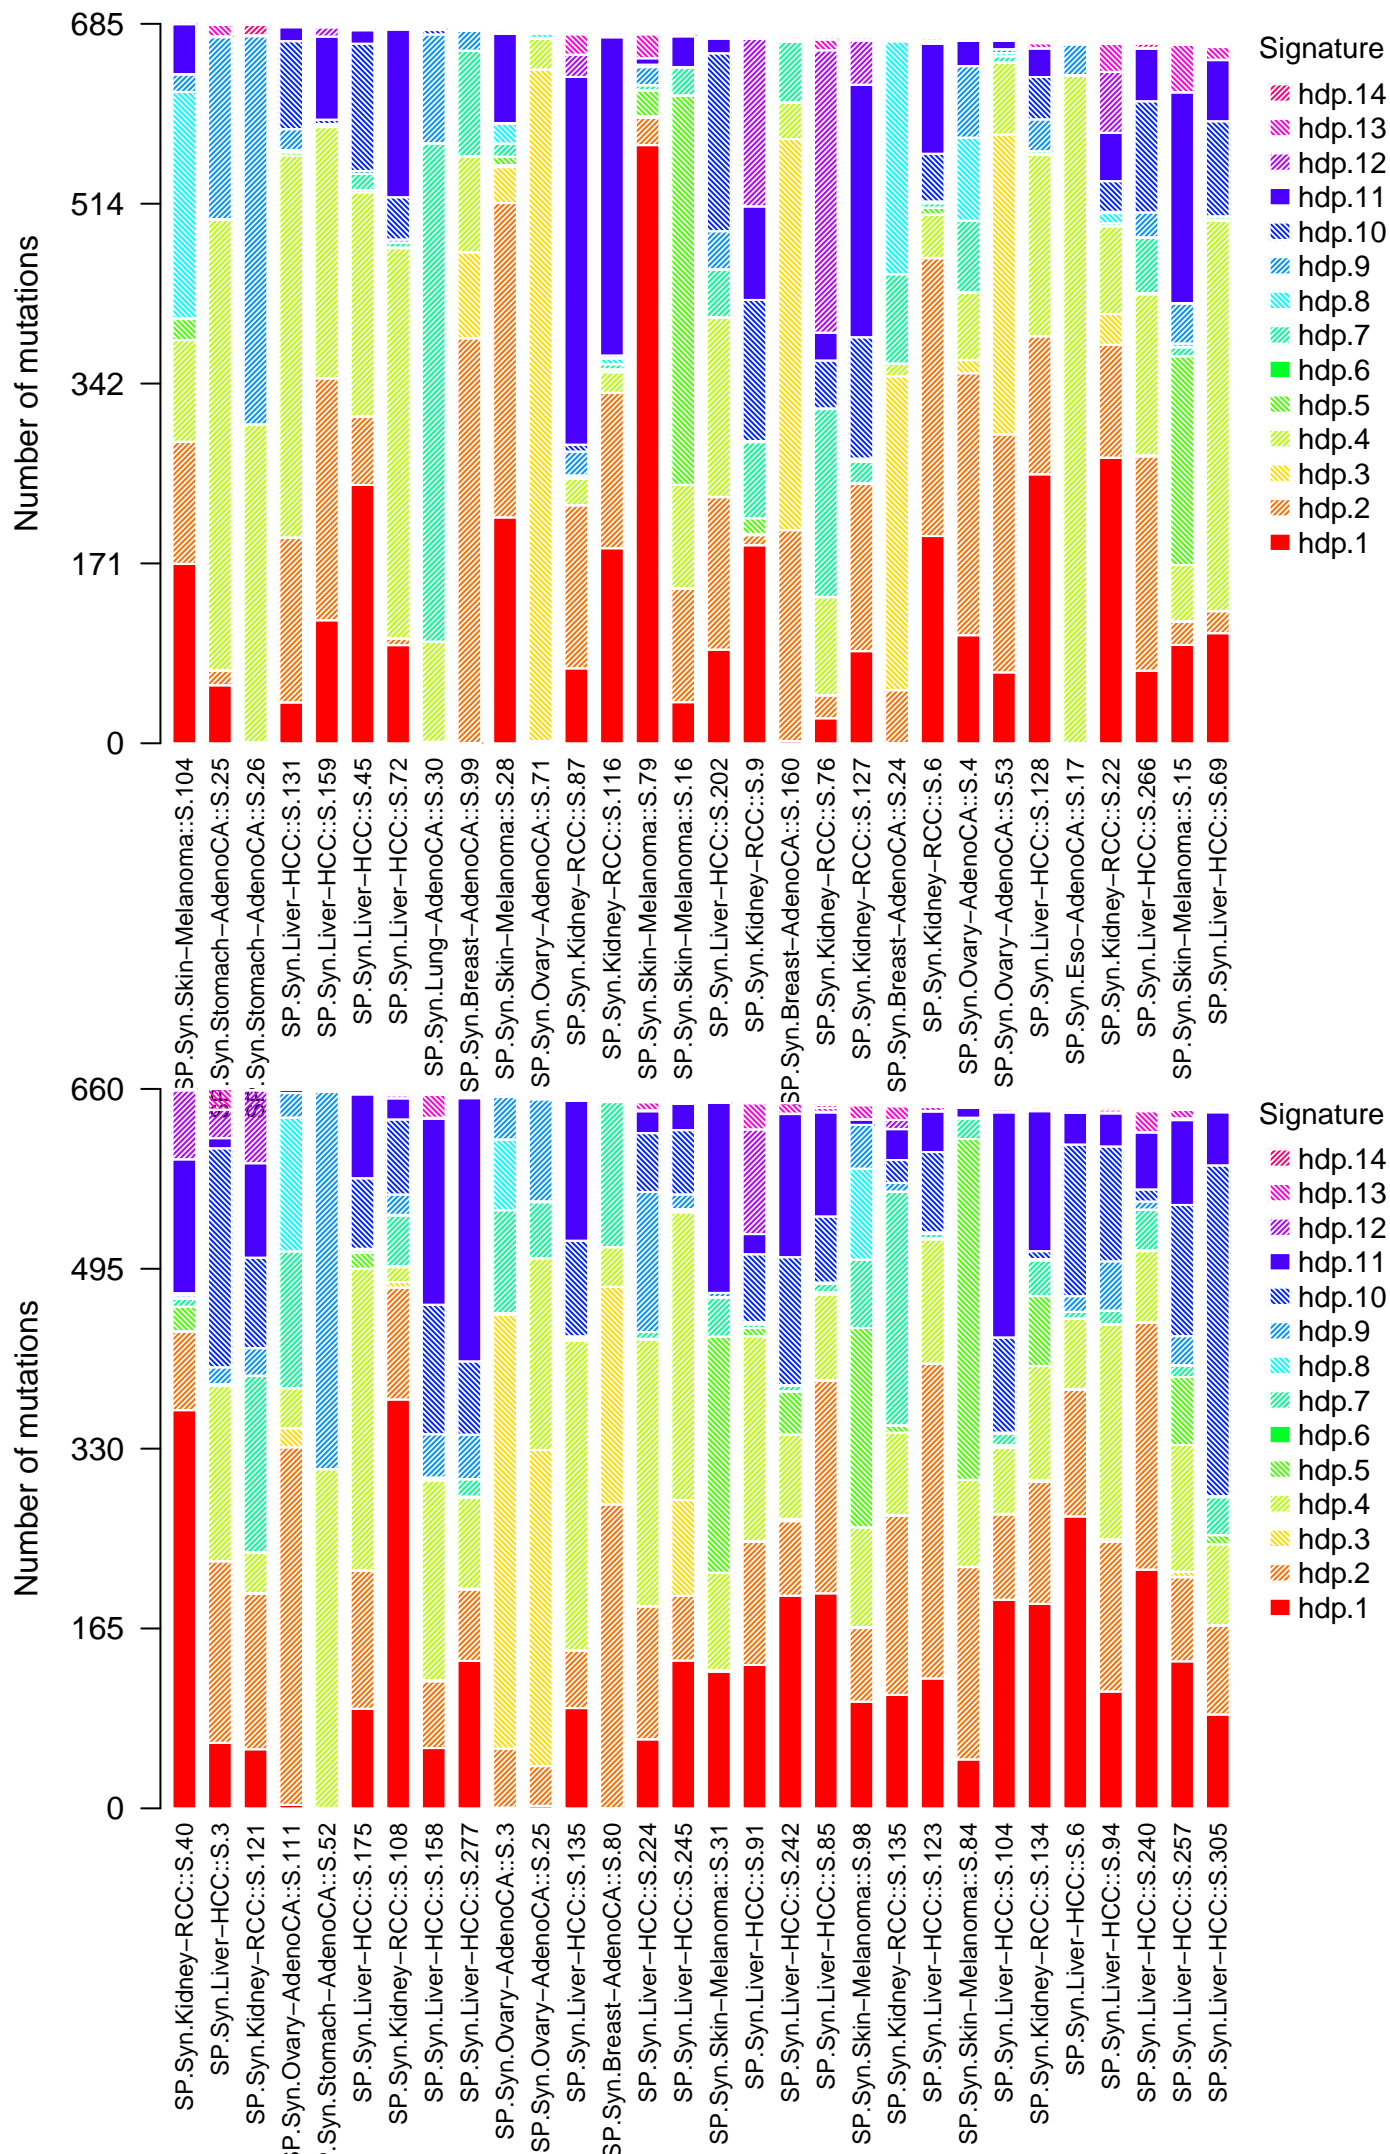 Number of mutations
685
514
342
171
0
Signature
hdp.14
hdp.13
hdp.12
hdp.11
hdp.10
hdp.9
hdp.8
hdp.7
hdp.6
hdp.5
hdp.4
hdp.3
hdp.2
hdp.1
SP.Syn.Skin−Melanoma::S.104
SP.Syn.Stomach−AdenoCA::S.25
SP.Syn.Stomach−AdenoCA::S.26
SP.Syn.Liver−HCC::S.131
SP.Syn.Liver−HCC::S.159
SP.Syn.Liver−HCC::S.45
SP.Syn.Liver−HCC::S.72
SP.Syn.Lung−AdenoCA::S.30
SP.Syn.Breast−AdenoCA::S.99
SP.Syn.Skin−Melanoma::S.28
SP.Syn.Ovary−AdenoCA::S.71
SP.Syn.Kidney−RCC::S.87
SP.Syn.Kidney−RCC::S.116
SP.Syn.Skin−Melanoma::S.79
SP.Syn.Skin−Melanoma::S.16
SP.Syn.Liver−HCC::S.202
SP.Syn.Kidney−RCC::S.9
SP.Syn.Breast−AdenoCA::S.160
SP.Syn.Kidney−RCC::S.76
SP.Syn.Kidney−RCC::S.127
SP.Syn.Breast−AdenoCA::S.24
SP.Syn.Kidney−RCC::S.6
SP.Syn.Ovary−AdenoCA::S.4
SP.Syn.Ovary−AdenoCA::S.53
SP.Syn.Liver−HCC::S.128
SP.Syn.Eso−AdenoCA::S.17
SP.Syn.Kidney−RCC::S.22
SP.Syn.Liver−HCC::S.266
SP.Syn.Skin−Melanoma::S.15
SP.Syn.Liver−HCC::S.69
Number of mutations
660
495
330
165
0
Signature
hdp.14
hdp.13
hdp.12
hdp.11
hdp.10
hdp.9
hdp.8
hdp.7
hdp.6
hdp.5
hdp.4
hdp.3
hdp.2
hdp.1
SP.Syn.Kidney−RCC::S.40
SP.Syn.Liver−HCC::S.3
SP.Syn.Kidney−RCC::S.121
SP.Syn.Ovary−AdenoCA::S.111
P.Syn.Stomach−AdenoCA::S.52
SP.Syn.Liver−HCC::S.175
SP.Syn.Kidney−RCC::S.108
SP.Syn.Liver−HCC::S.158
SP.Syn.Liver−HCC::S.277
SP.Syn.Ovary−AdenoCA::S.3
SP.Syn.Ovary−AdenoCA::S.25
SP.Syn.Liver−HCC::S.135
SP.Syn.Breast−AdenoCA::S.80
SP.Syn.Liver−HCC::S.224
SP.Syn.Liver−HCC::S.245
SP.Syn.Skin−Melanoma::S.31
SP.Syn.Liver−HCC::S.91
SP.Syn.Liver−HCC::S.242
SP.Syn.Liver−HCC::S.85
SP.Syn.Skin−Melanoma::S.98
SP.Syn.Kidney−RCC::S.135
SP.Syn.Liver−HCC::S.123
SP.Syn.Skin−Melanoma::S.84
SP.Syn.Liver−HCC::S.104
SP.Syn.Kidney−RCC::S.134
SP.Syn.Liver−HCC::S.6
SP.Syn.Liver−HCC::S.94
SP.Syn.Liver−HCC::S.240
SP.Syn.Liver−HCC::S.257
SP.Syn.Liver−HCC::S.305